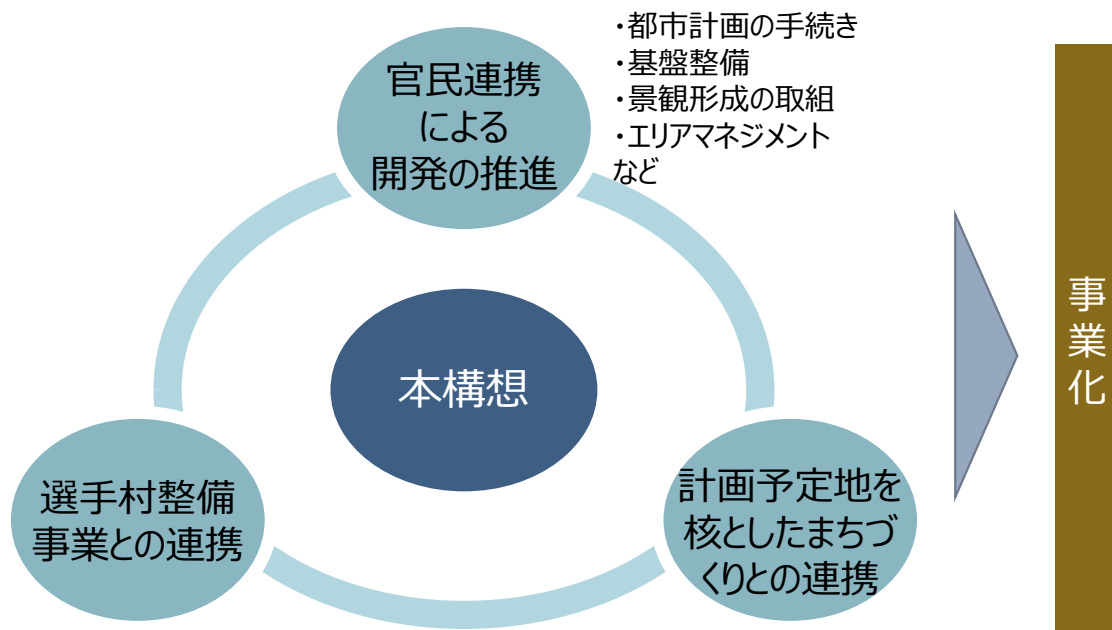 官民連携
による
開発の推進
・都市計画の手続き
・基盤整備
・景観形成の取組
・エリアマネジメント
など
本構想
選手村整備
事業との連携
計画予定地を
核としたまちづ
くりとの連携
事業化